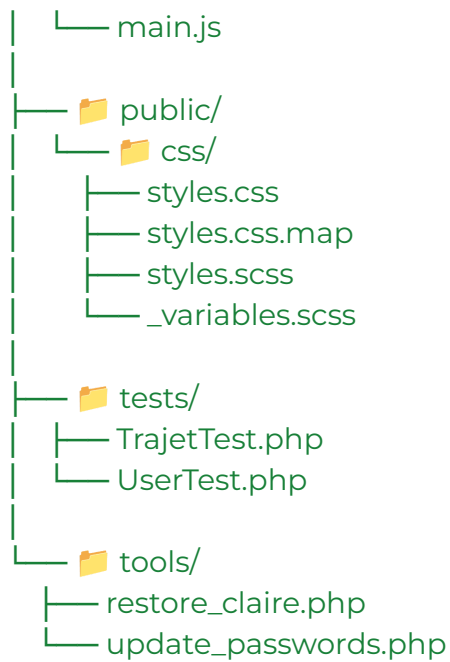 │   └── main.js
│
├── 📁 public/
│   └── 📁 css/
│       ├── styles.css
│       ├── styles.css.map
│       ├── styles.scss
│       └── _variables.scss
│
├── 📁 tests/
│   ├── TrajetTest.php
│   └── UserTest.php
│
└── 📁 tools/
    ├── restore_claire.php
    └── update_passwords.php